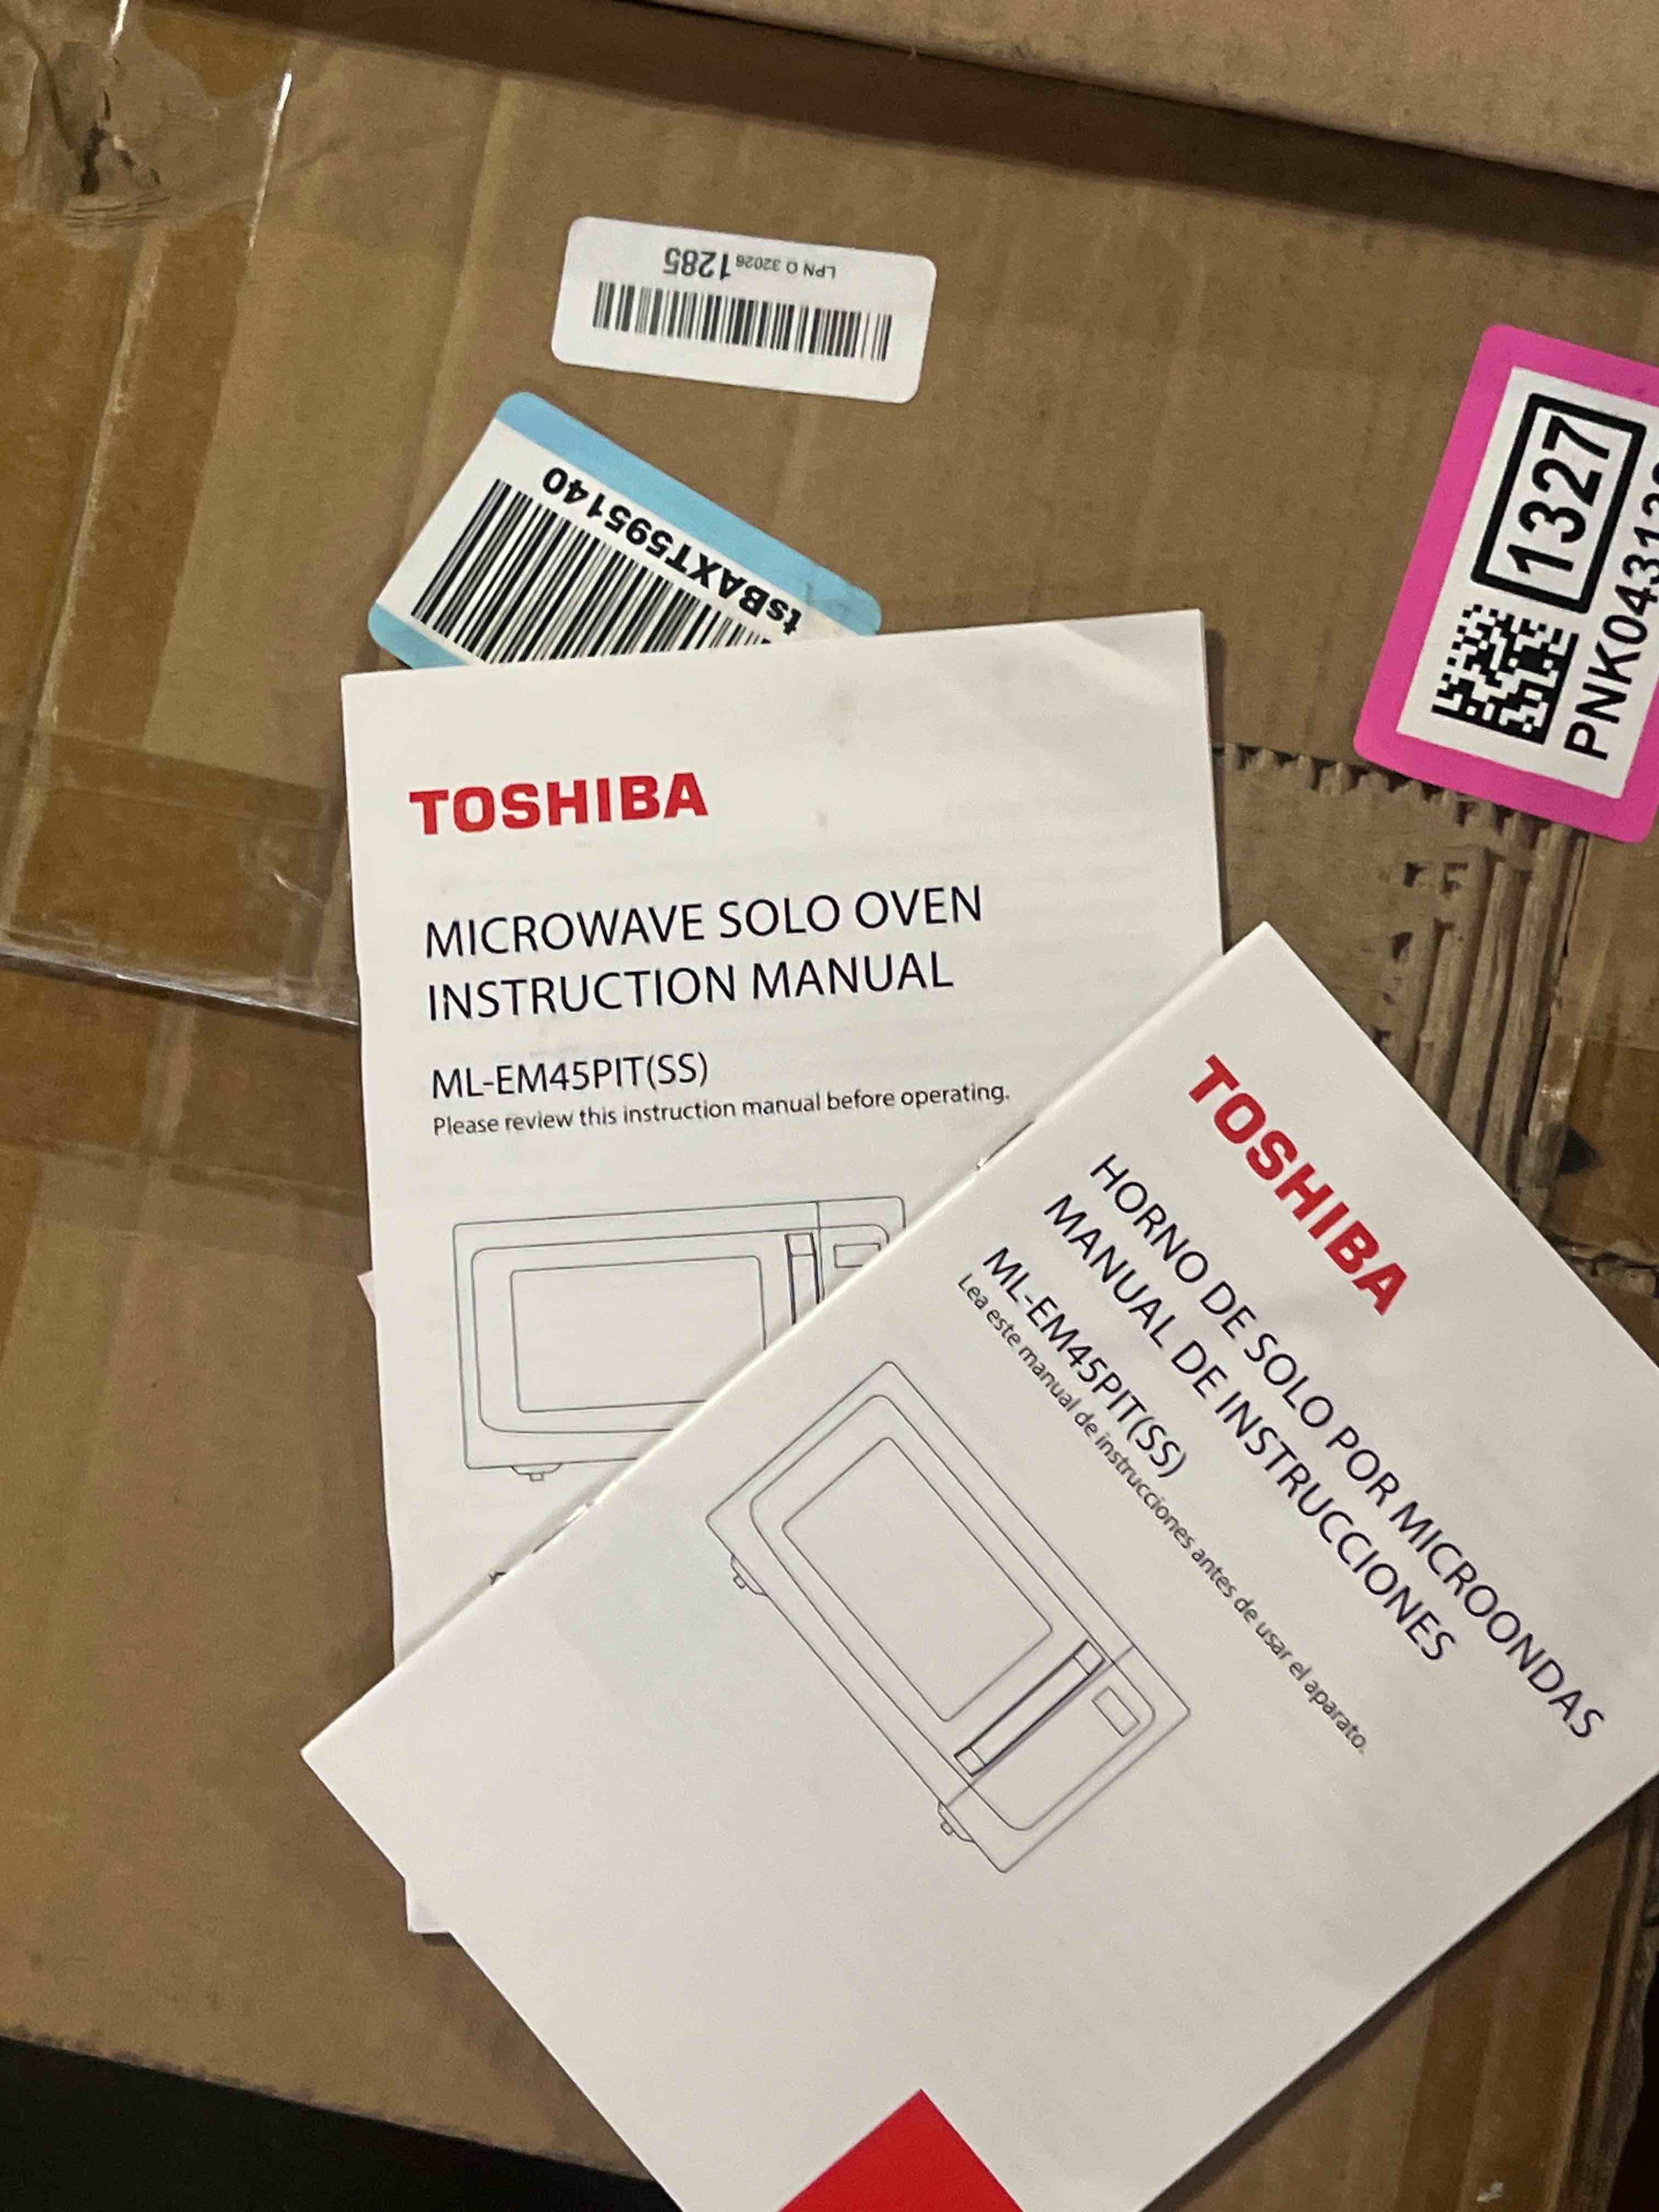 LPN O 32026 1285
tsBAXT595140
1327
TOSHIBA
MICROWAVE SOLO OVEN
INSTRUCTION MANUAL
ML-EM45PIT(SS)
Please review this instruction manual before operating.
TOSHIBA
HORNO DE SOLO POR MICROONDAS
MANUAL DE INSTRUCCIONES
ML-EM45PIT(SS)
Lea este manual de instrucciones antes de usar el aparato.